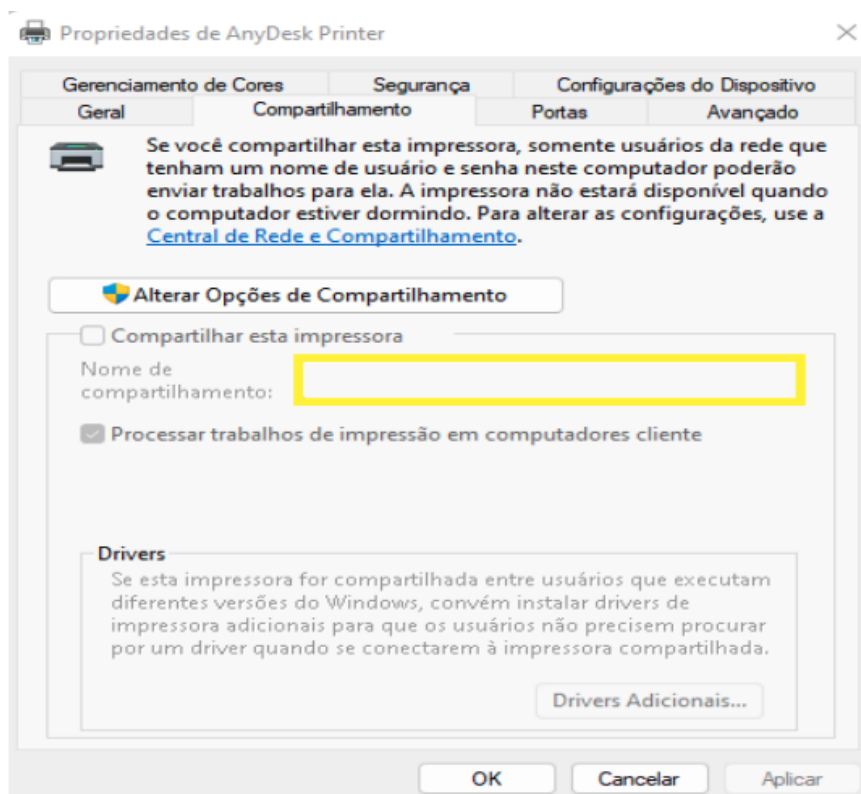 Propriedades de AnyDesk Printer
Gerenciamento de Cores Segurança Configurações do Dispositivo
Geral Compartilhamento Portas Avançado
Se você compartilhar esta impressora, somente usuários da rede que
tenham um nome de usuário e senha neste computador poderão
enviar trabalhos para ela. A impressora não estará disponível quando
o computador estiver dormindo. Para alterar as configurações, use a
Central de Rede e Compartilhamento.
Alterar Opções de Compartilhamento
Compartilhar esta impressora
Nome de
compartilhamento:
Processar trabalhos de impressão em computadores cliente
Drivers
Se esta impressora for compartilhada entre usuários que executam
diferentes versões do Windows, convém instalar drivers de
impressora adicionais para que os usuários não precisem procurar
por um driver quando se conectarem à impressora compartilhada.
Drivers Adicionais...
OK Cancelar Aplicar